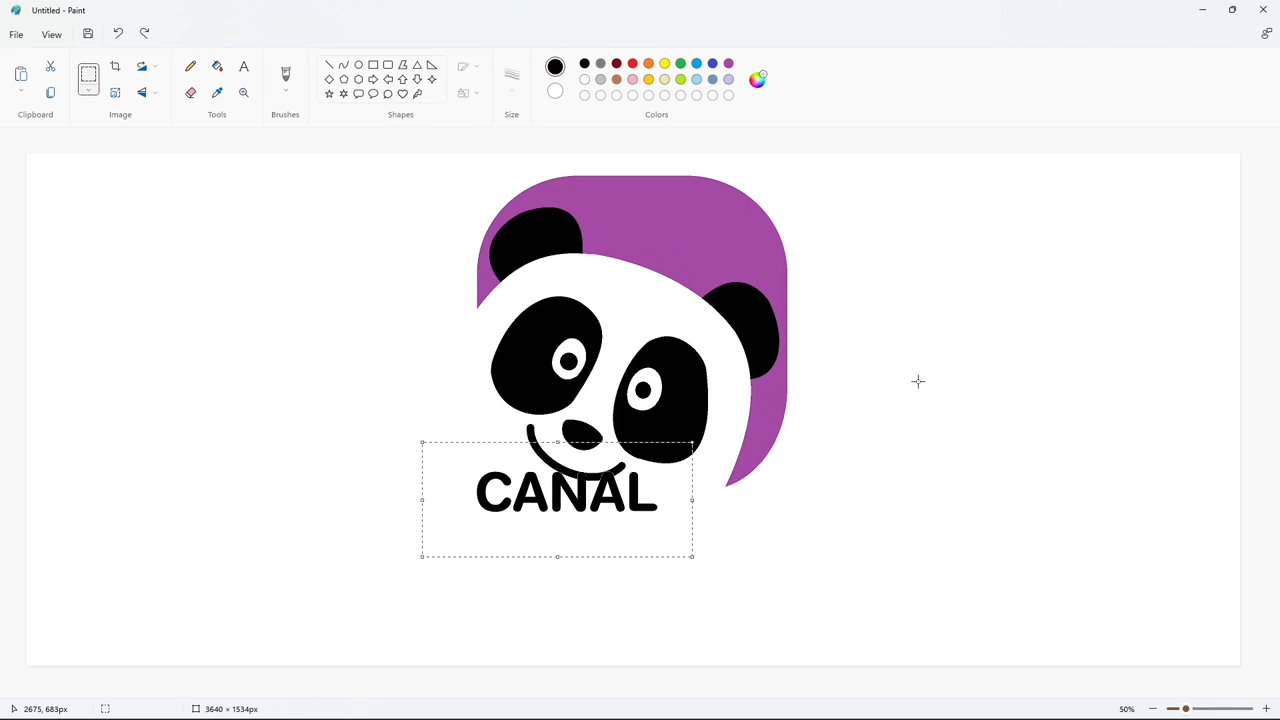 Untitled - Paint
File
View
Clipboard
Image
Tools
Brushes
Shapes
Size
Colors
CANAL
2675, 683px
3640 × 1534px
50%